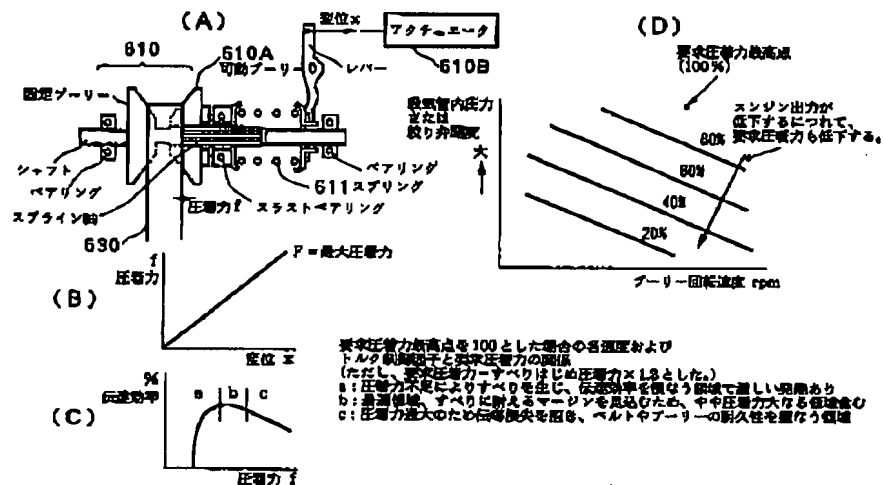 (A)
610
610A
可動プーリー
固定プーリー
変位x
アクチュエータ
610B
レバー
シャフト
ベアリング
スプライン軸
630
圧着力f
スラストベアリング
611 スプリング
ベアリング
(B)
f
圧着力
F=最大圧着力
変位 x
(C)
%
伝達効率
a
b
c
圧着力 f
(D)
要求圧着力最高点
(100%)
吸気管内圧力
または
絞り弁開度
大
エンジン出力が
低下するにつれて、
要求圧着力も低下する。
80%
60%
40%
20%
プーリー回転速度 rpm
要求圧着力最高点を100とした場合の各速度および
トルク制御因子と要求圧着力の関係
(ただし、要求圧着力=すべりはじめ圧着力×1.3とした。)
a:圧着力不足によりすべりを生じ、伝達効率を損なう領域で激しい発熱あり
b:最適領域、すべりに耐えるマージンを見込むため、やや圧着力大なる領域含む
c:圧着力過大のため伝導損失を招き、ベルトやプーリーの耐久性を損なう領域